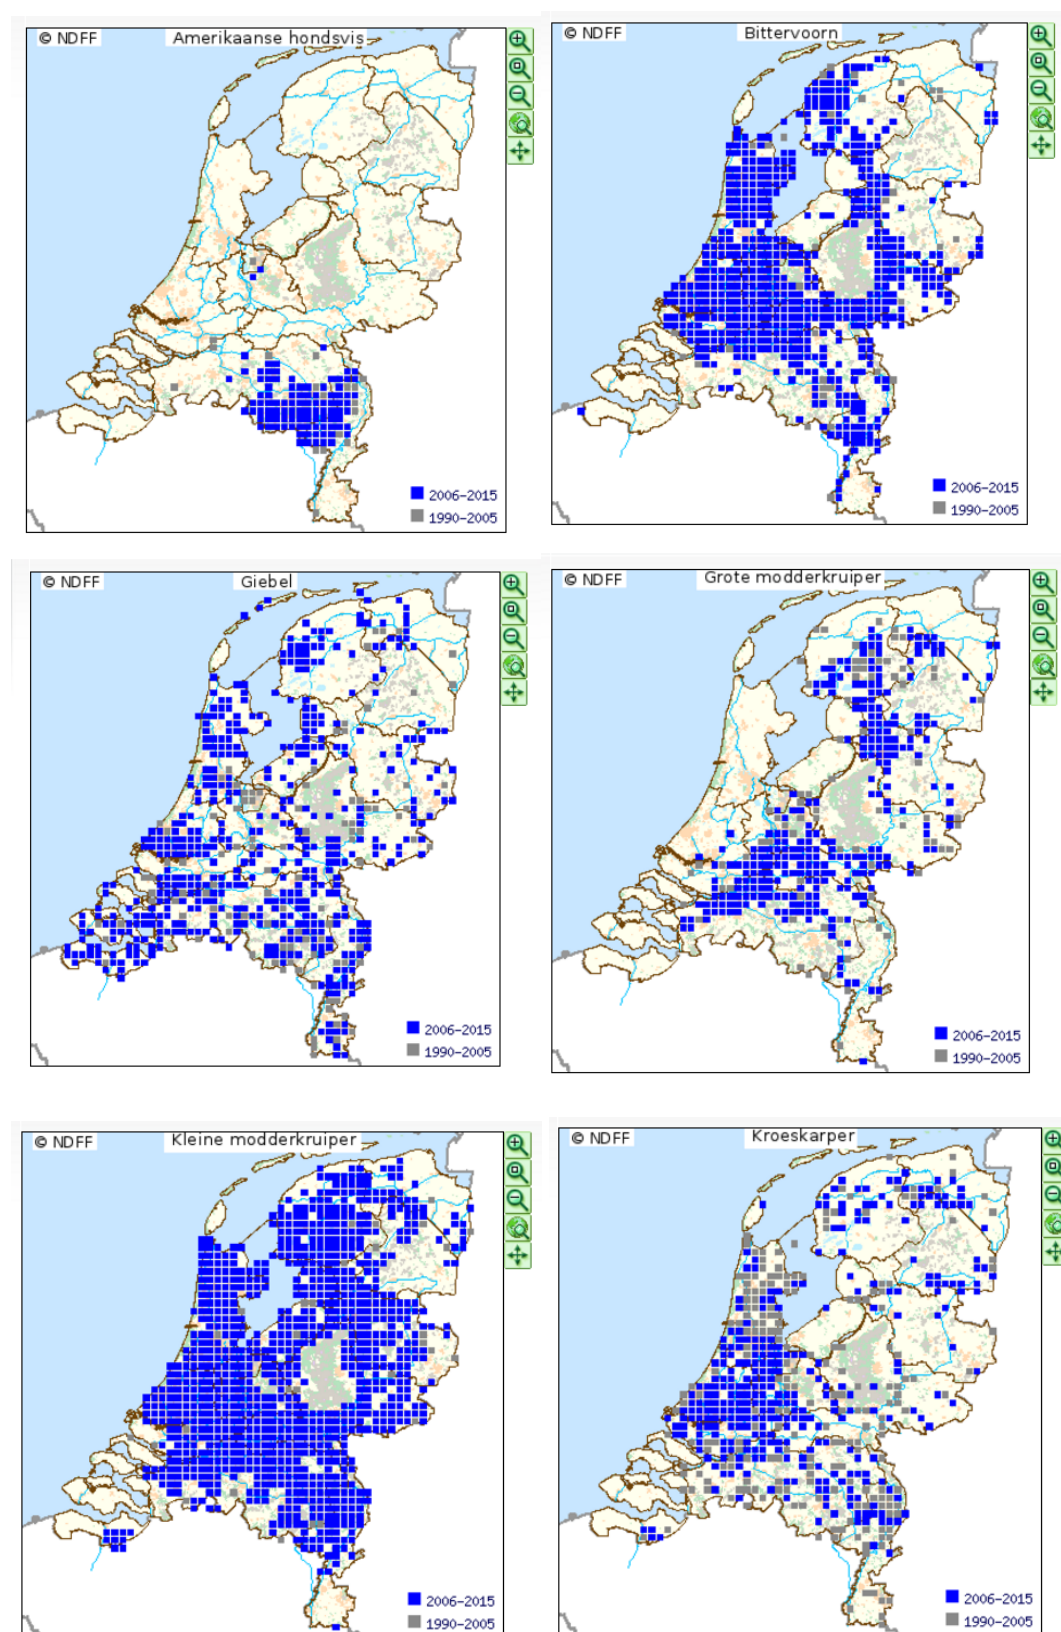 © NDFF
Amerikaanse hondsvis
2006-2015
1990-2005
© NDFF
Bittervoorn
2006-2015
1990-2005
© NDFF
Giebel
2006-2015
1990-2005
© NDFF
Grote modderkruiper
2006-2015
1990-2005
© NDFF
Kleine modderkruiper
2006-2015
1990-2005
© NDFF
Kroeskarper
2006-2015
1990-2005